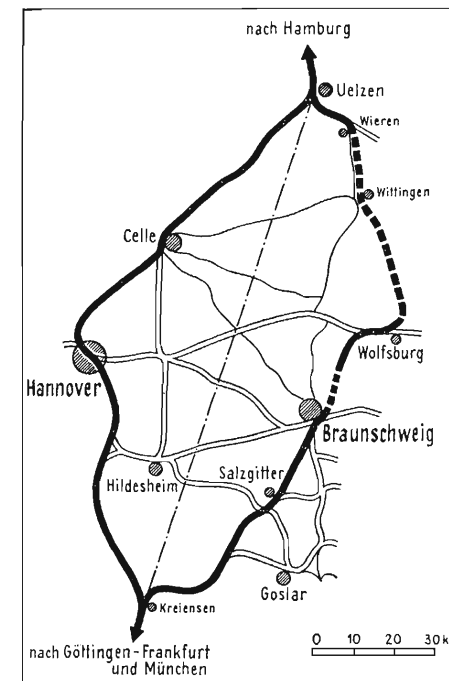 nach Hamburg
Uelzen
Wieren
Wittingen
Celle
Wolfsburg
Hannover
Braunschweig
Hildesheim
Salzgitter
Goslar
Kreiensen
nach Göttingen-Frankfurt
und München
0 10 20 30k